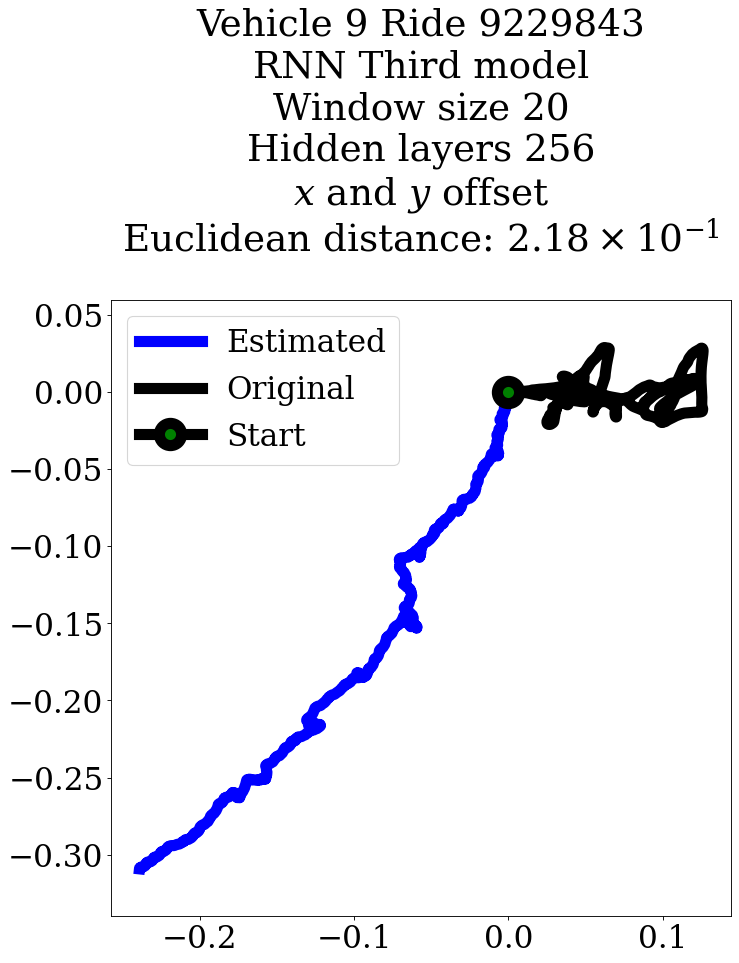 Vehicle 9 Ride 9229843
RNN Third model
Window size 20
Hidden layers 256
x and y offset
Euclidean distance: 2.18 × 10⁻¹
0.05
0.00
−0.05
−0.10
−0.15
−0.20
−0.25
−0.30
Estimated
Original
Start
−0.2 −0.1 0.0 0.1